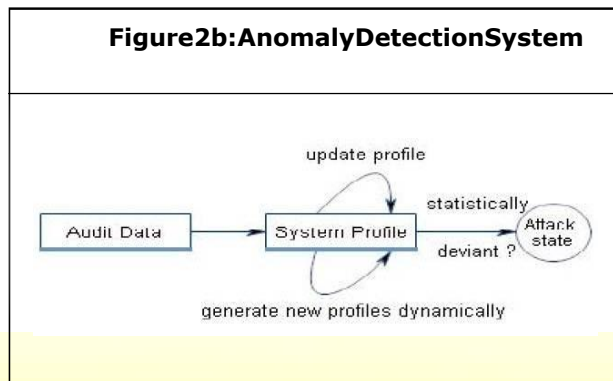 Figure2b:AnomalyDetectionSystem
update profile
statistically
Audit Data
System Profile
Attack
state
deviant ?
generate new profiles dynamically